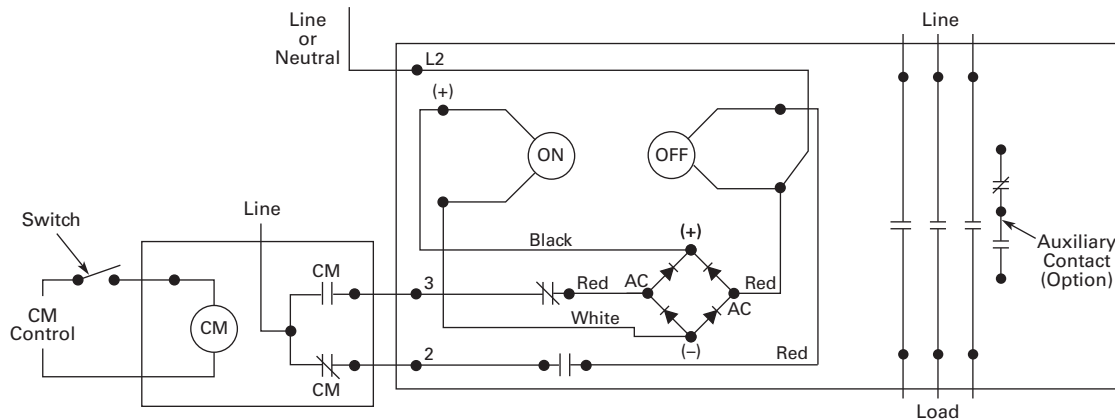 Line
or
Neutral
L2
Line
(+)
ON
OFF
Switch
Line
Black
(+)
Auxiliary
Contact
(Option)
CM
3
Red
AC
Red
AC
CM
Control
CM
White
(–)
2
Red
CM
Load